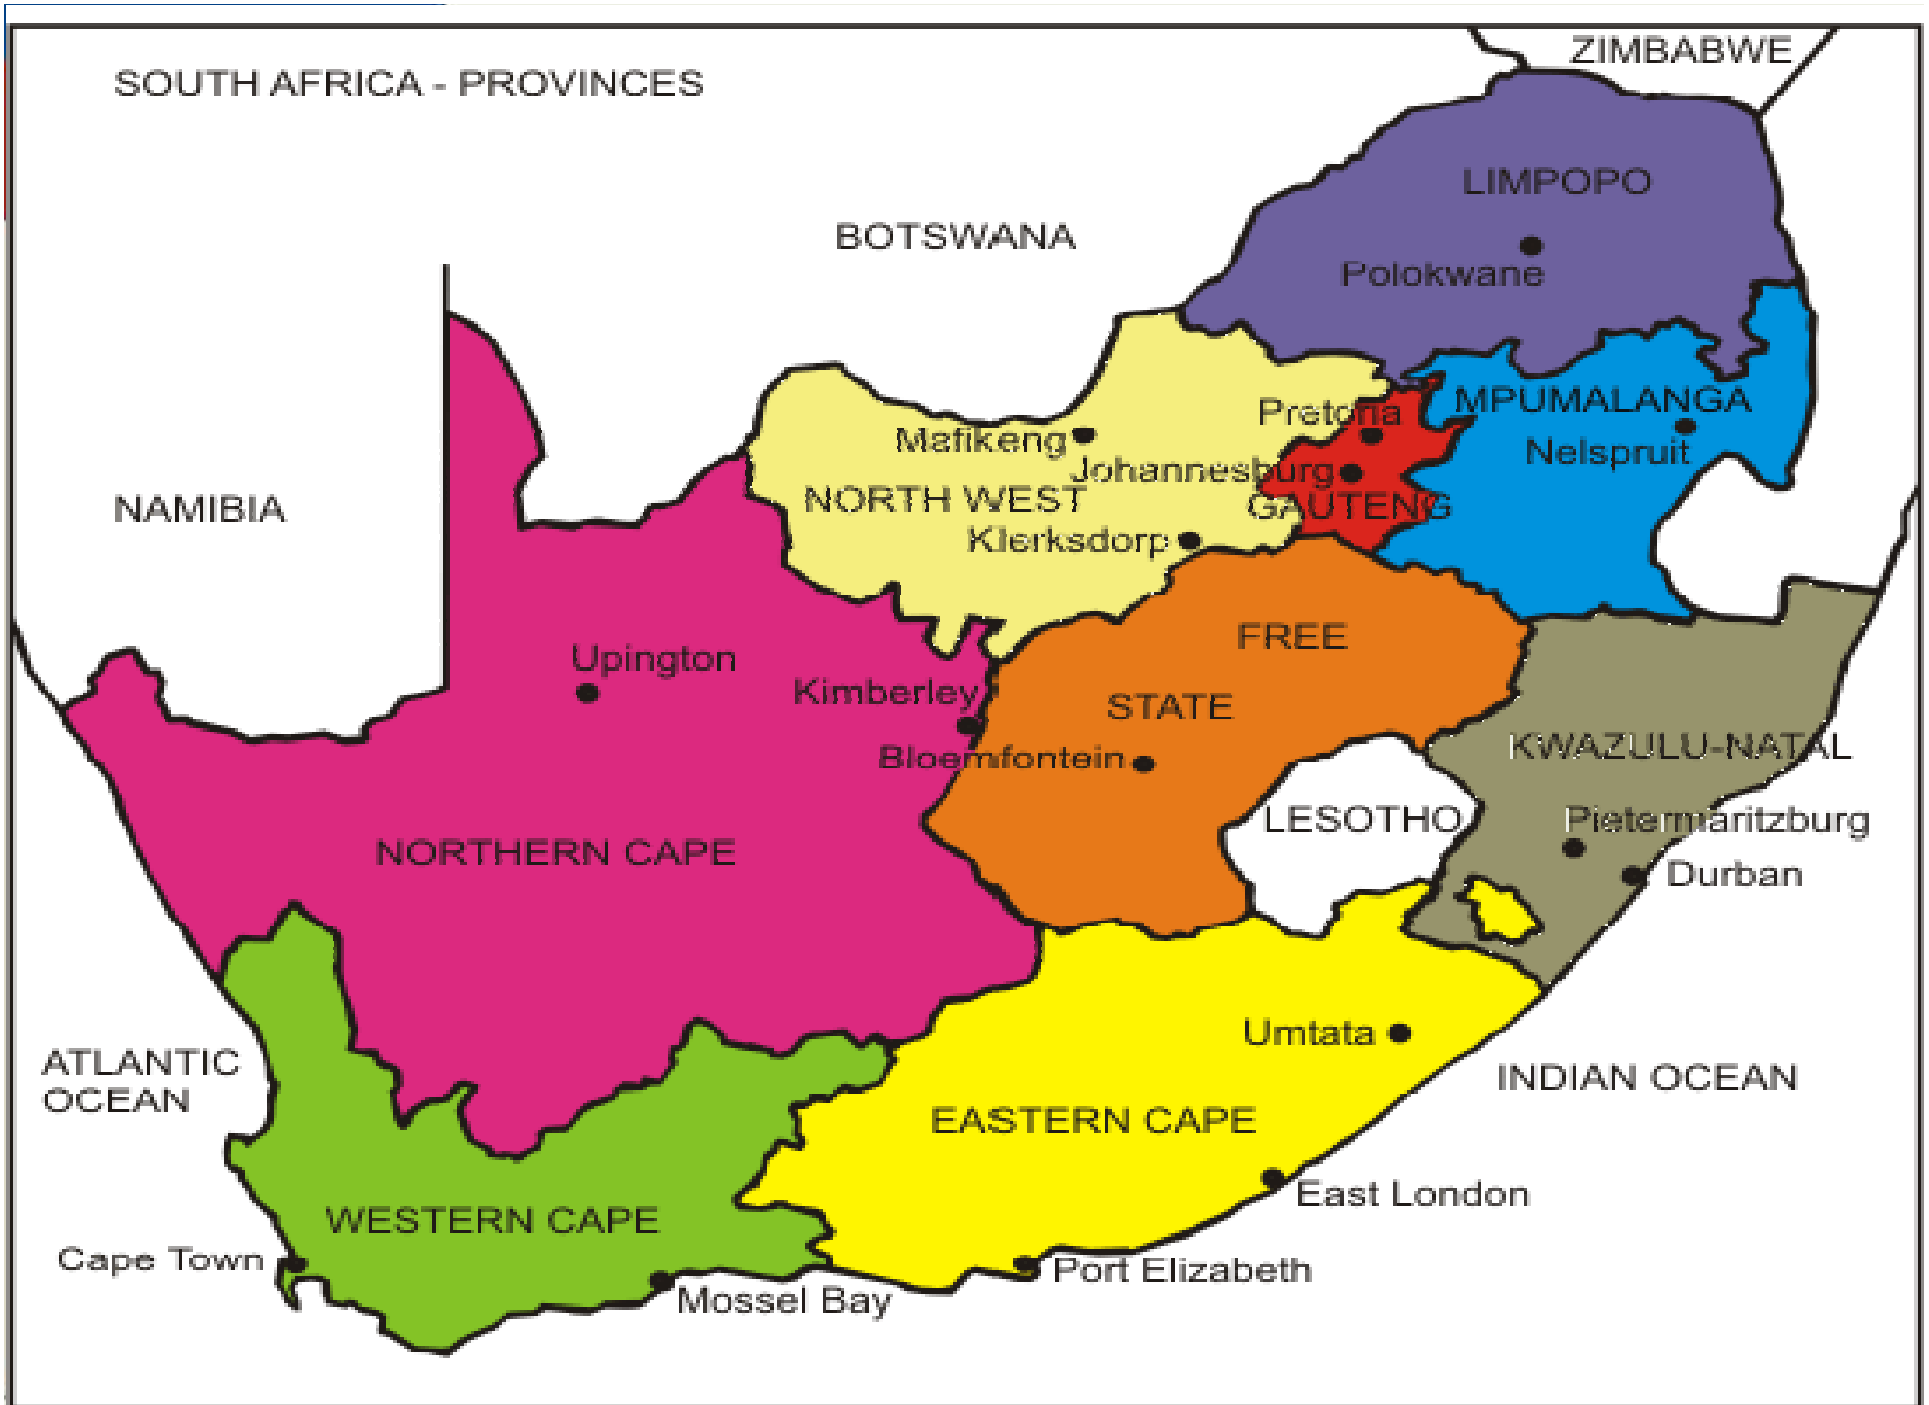 ZIMBABWE
SOUTH AFRICA - PROVINCES
LIMPOPO
BOTSWANA
Polokwane
MPUMALANGA
Pretoria
Mafikeng
Nelspruit
Johannesburg
NORTH WEST
GAUTENG
NAMIBIA
Klerksdorp
FREE
Upington
Kimberley
STATE
KWAZULU-NATAL
Bloemfontein
LESOTHO
Pietermaritzburg
NORTHERN CAPE
Durban
Umtata
ATLANTIC
OCEAN
INDIAN OCEAN
EASTERN CAPE
East London
WESTERN CAPE
Cape Town
Port Elizabeth
Mossel Bay